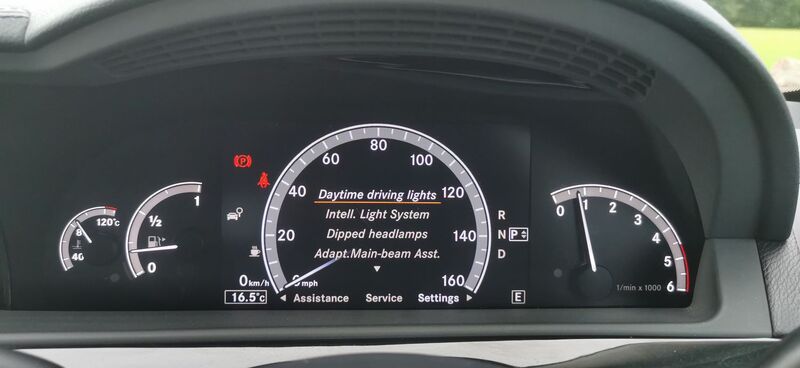 120°C
8
40
1
½
0
P
60
80
100
40
120
20
140
0
160
Daytime driving lights
Intell. Light System
Dipped headlamps
Adapt.Main-beam Asst.
0 km/h
mph
16.5°C
Assistance Service Settings
R
N
D
P
E
0
1
2
3
4
5
6
1/min x 1000